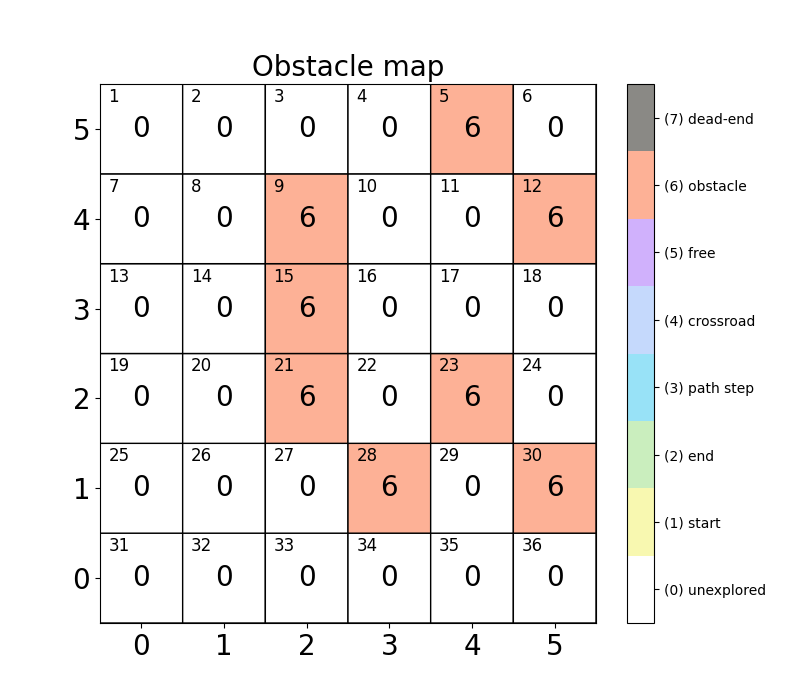 Obstacle map
1 2 3 4 5 6
5 0 0 0 0 6 0
(7) dead-end
7 8 9 10 11 12
(6) obstacle
4 0 0 6 0 0 6
(5) free
13 14 15 16 17 18
3 0 0 6 0 0 0
(4) crossroad
19 20 21 22 23 24
(3) path step
2 0 0 6 0 6 0
25 26 27 28 29 30
(2) end
1 0 0 0 6 0 6
(1) start
31 32 33 34 35 36
0 0 0 0 0 0 0
(0) unexplored
0 1 2 3 4 5